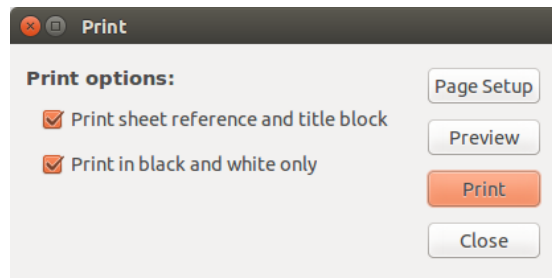 Print
Print options:
Print sheet reference and title block
Print in black and white only
Page Setup
Preview
Print
Close